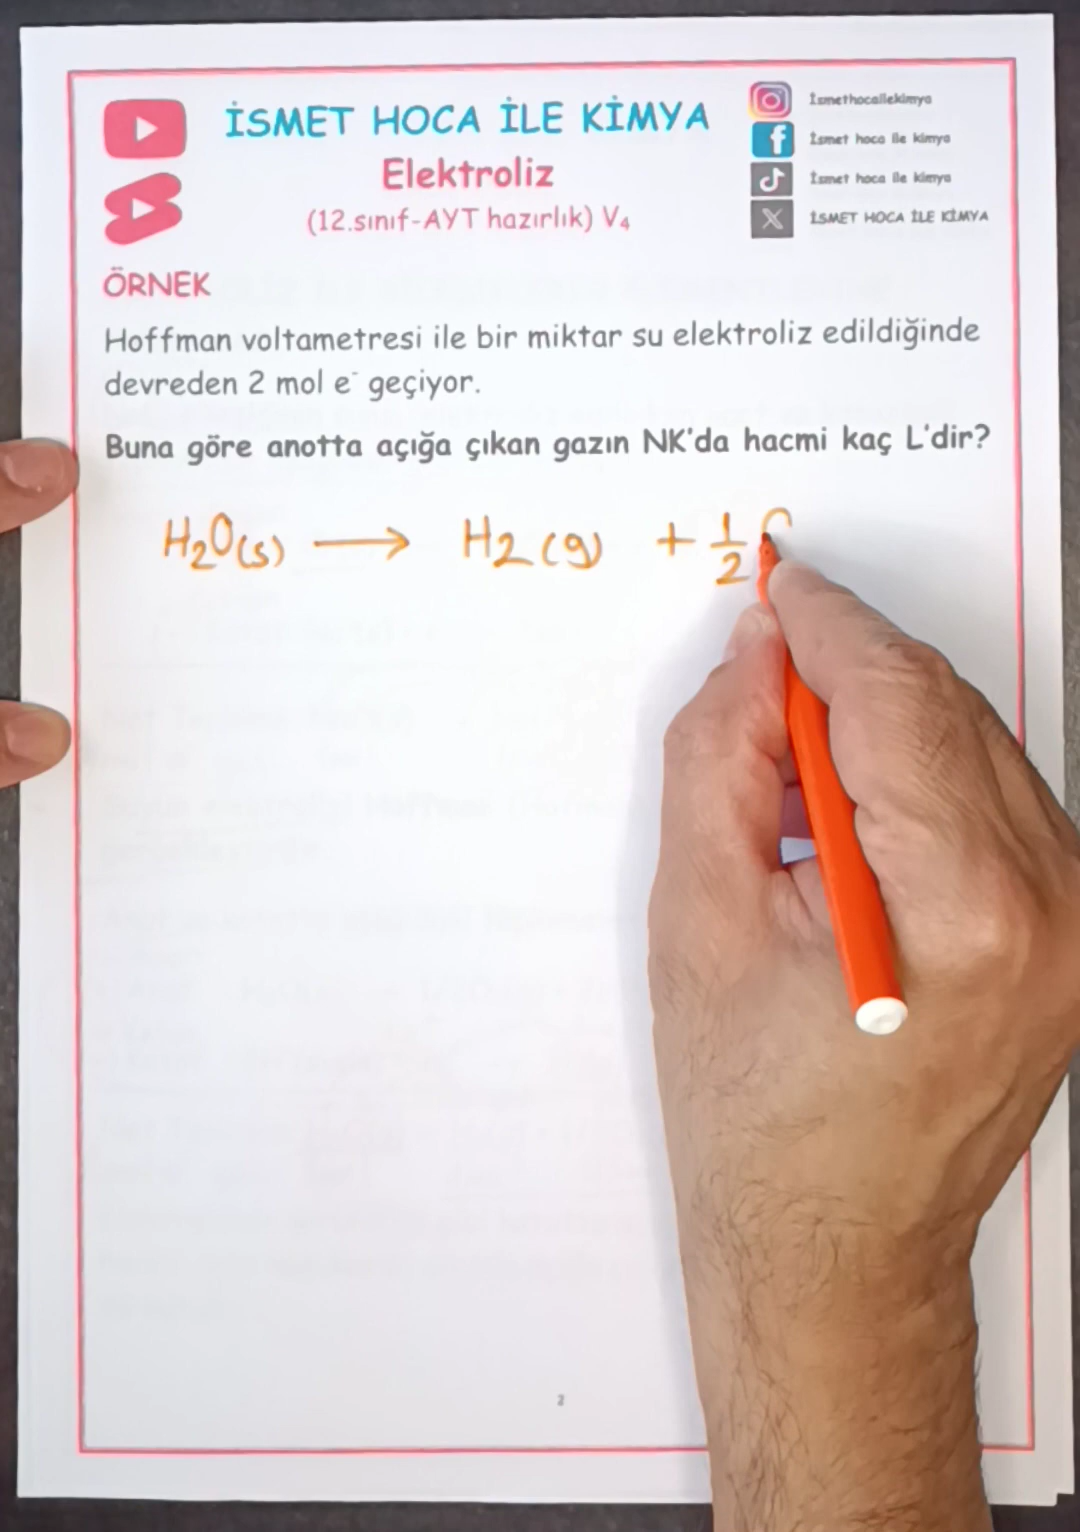 İSMET HOCA İLE KİMYA
Elektroliz
(12.sınıf-AYT hazırlık) V4
İsmethocailekimya
İsmet hoca ile kimya
İsmet hoca ile kimya
İSMET HOCA İLE KİMYA
ÖRNEK
Hoffman voltametresi ile bir miktar su elektroliz edildiğinde
devreden 2 mol e⁻ geçiyor.
Buna göre anotta açığa çıkan gazın NK'da hacmi kaç L'dir?
H₂O(s) → H₂(g) + 1/2
2